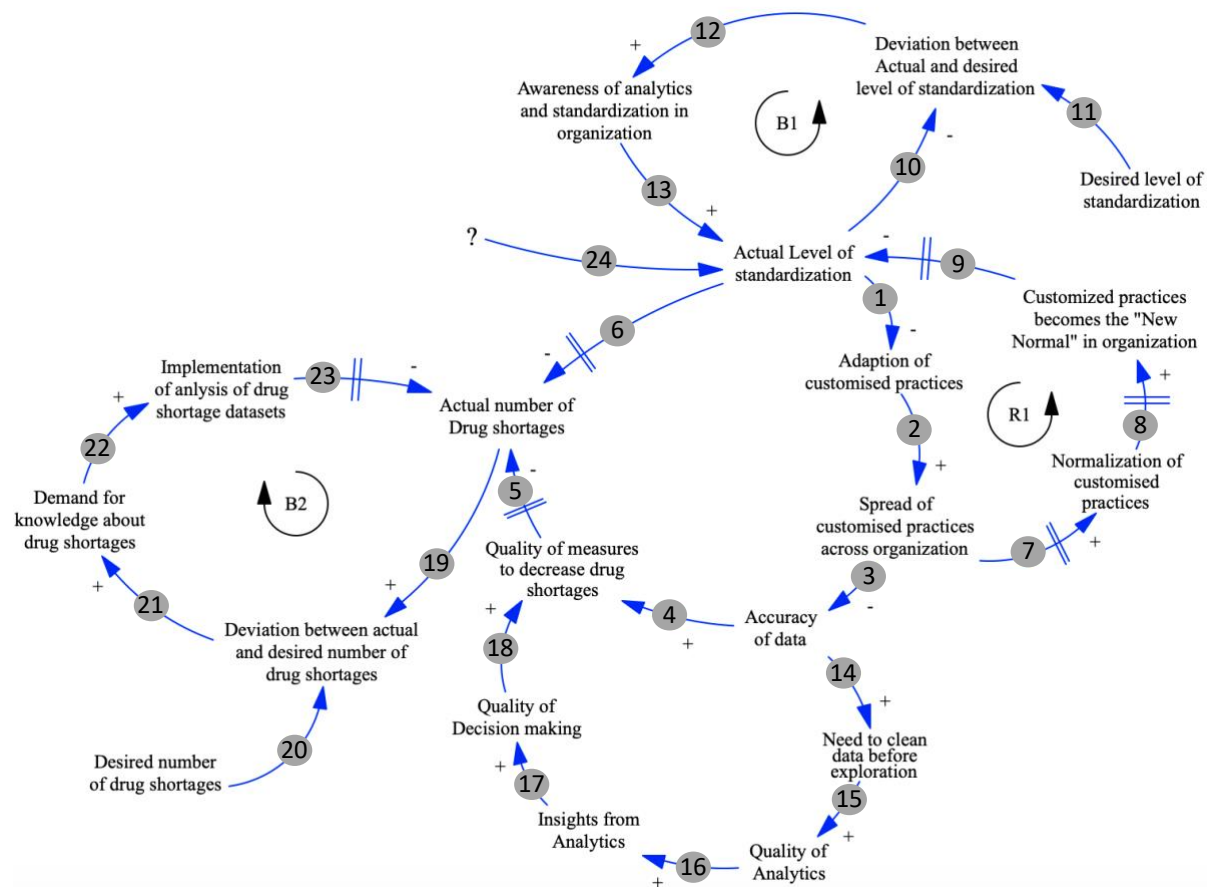 12
+
Deviation between
Actual and desired
level of standardization
Awareness of analytics
and standardization in
organization
B1
11
-
10
13
+
Desired level of
standardization
?
24
-
Actual Level of
standardization
9
1
Customized practices
becomes the "New
Normal" in organization
6
-
-
Adaption of
customised practices
Implementation
of anlysis of drug
shortage datasets
23
-
+
Actual number of
Drug shortages
R1
+
2
8
22
+
Normalization of
customised
practices
-
5
Demand for
knowledge about
drug shortages
B2
Spread of
customised practices
across organization
7
+
Quality of measures
to decrease drug
shortages
19
3
-
+
+
21
+
4
+
Accuracy
of data
Deviation between actual
and desired number of
drug shortages
18
14
+
Quality of
Decision making
Need to clean
data before
exploration
20
Desired number
of drug shortages
+
17
15
+
Insights from
Analytics
Quality of
Analytics
16
+